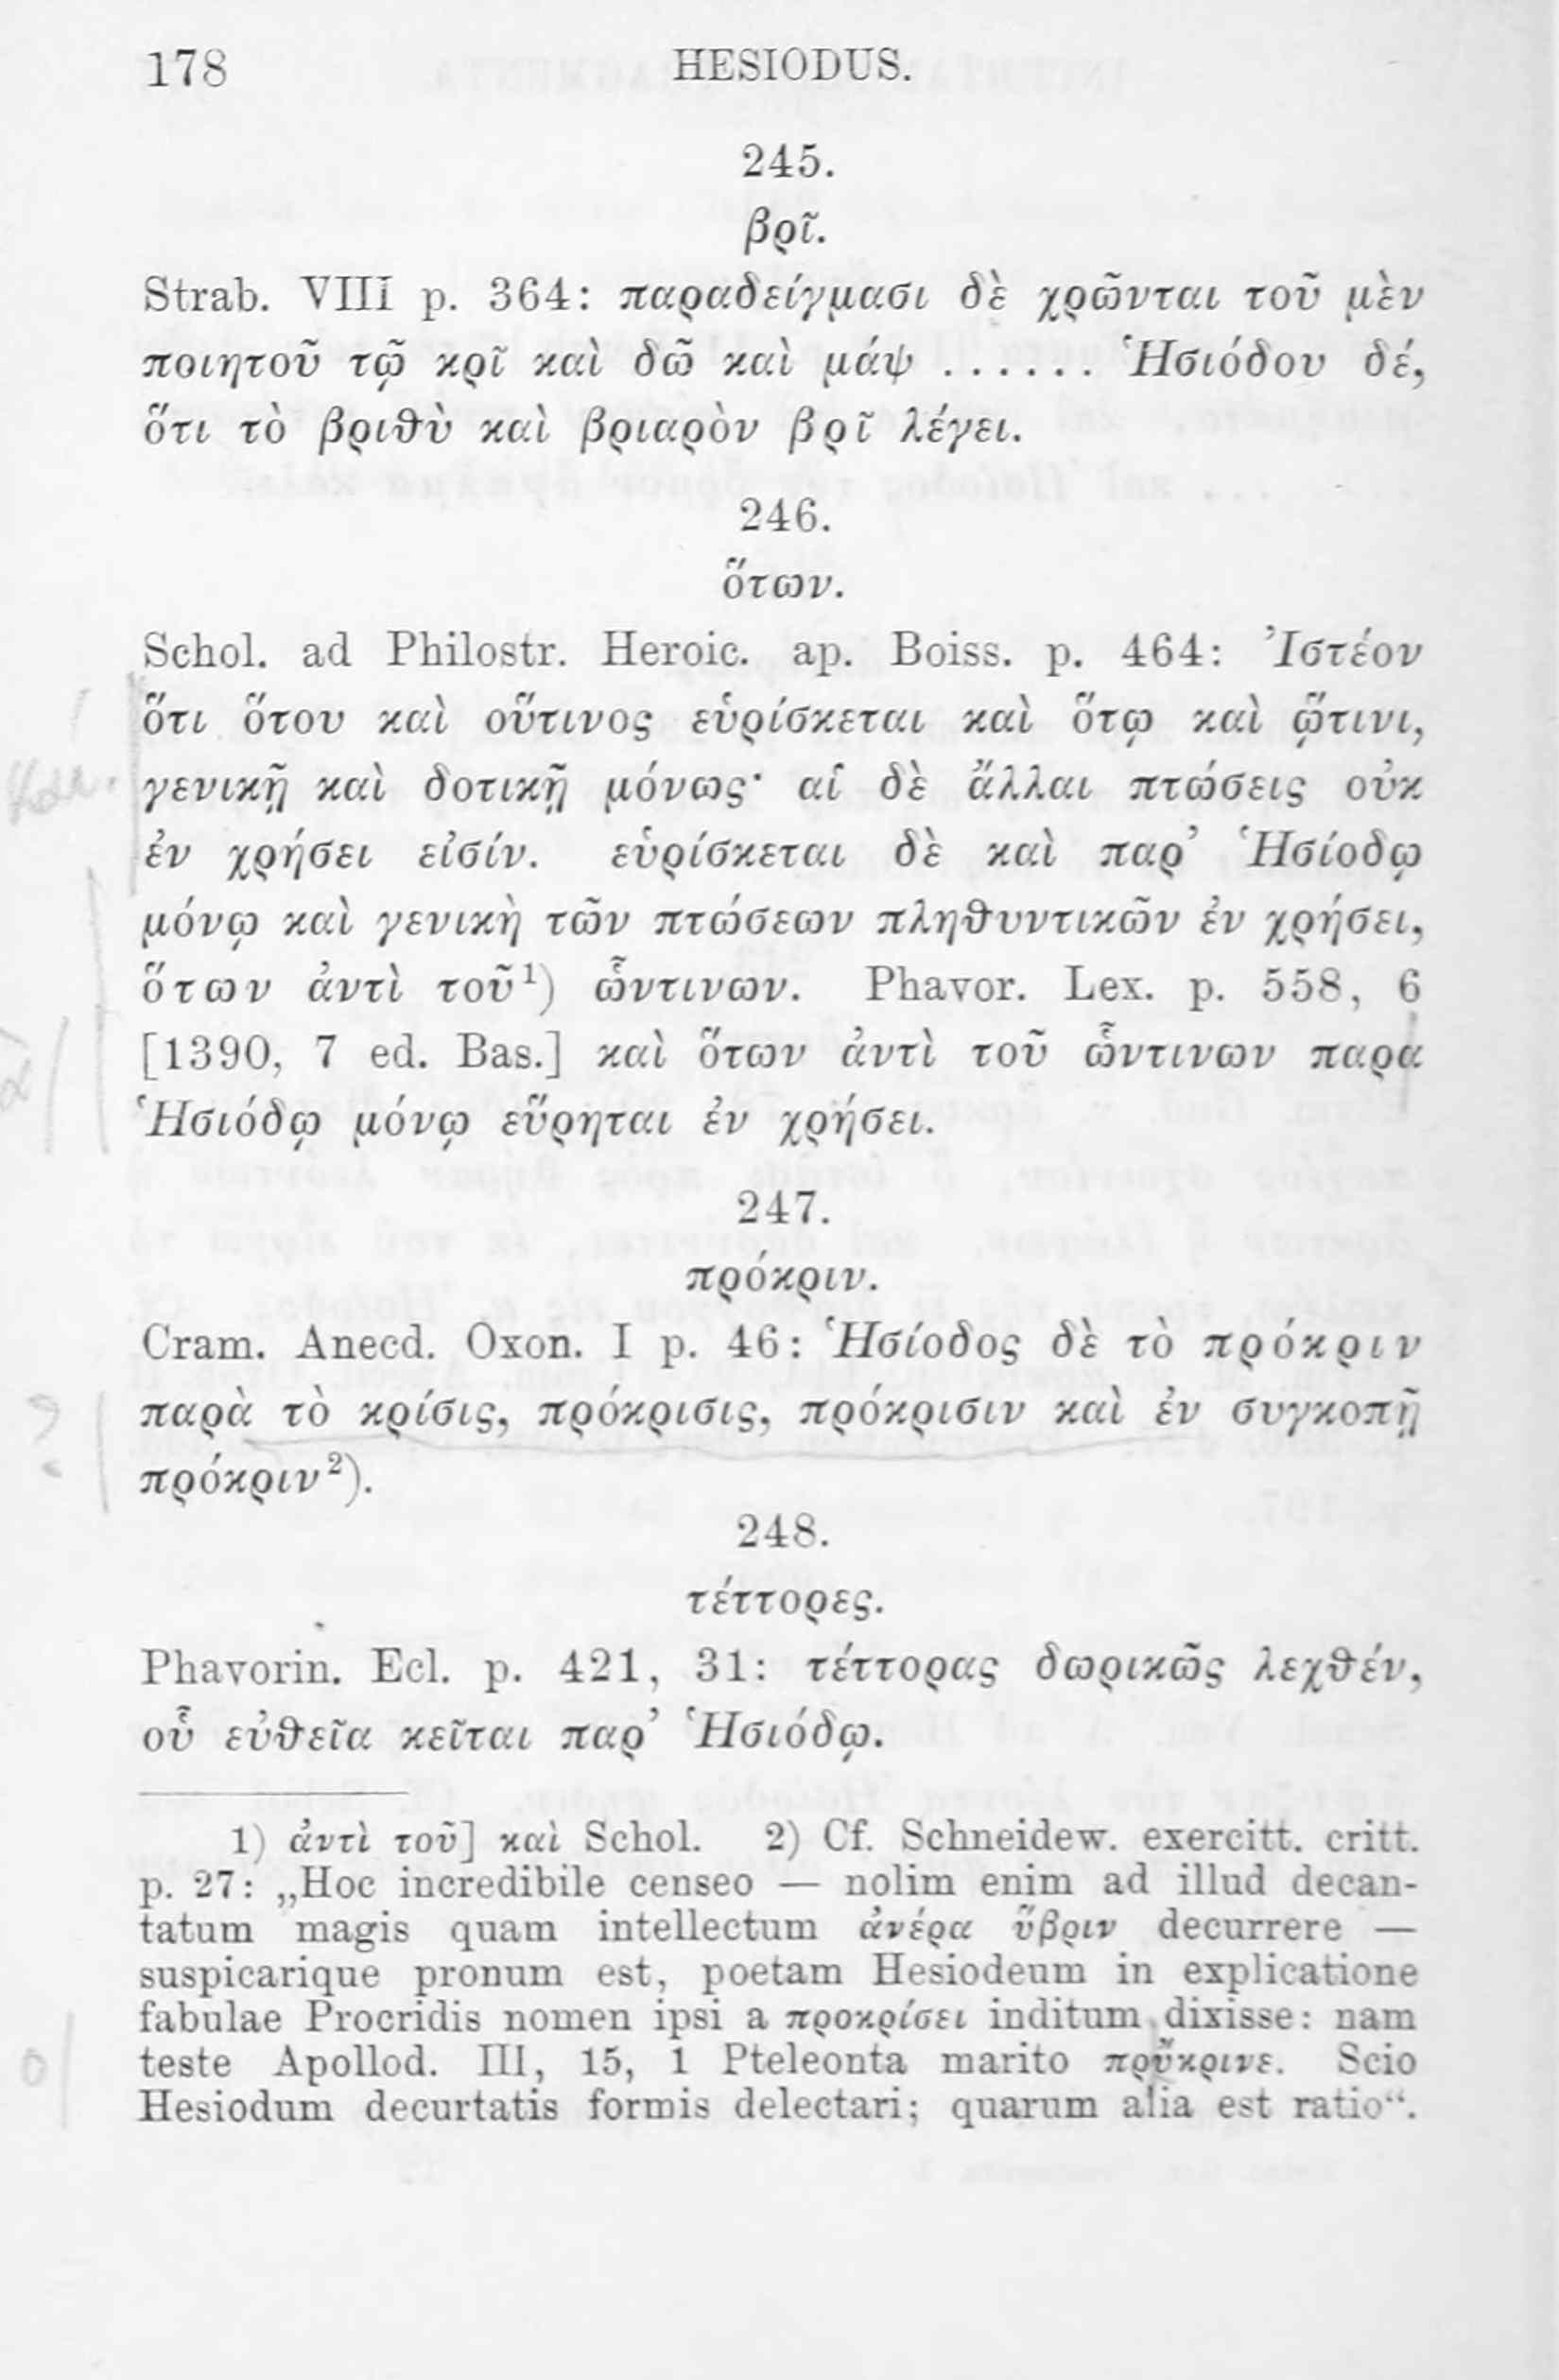 178 HESIODUS.
245.
βρῖ.
Strab. VIII p. 364: παραδείγμασι δὲ χρῶνται τοῦ μὲν
ποιητοῦ τῷ κρῖ καὶ δῶ καὶ μάψ ...... Ἡσιόδου δέ,
ὅτι τὸ βριθὺ καὶ βριαρὸν βρῖ λέγει.
246.
ὅτων.
Schol. ad Philostr. Heroic. ap. Boiss. p. 464: Ἰστέον
ὅτι ὅτου καὶ οὕτινος εὑρίσκεται καὶ ὅτῳ καὶ ᾥτινι,
γενικῇ καὶ δοτικῇ μόνως· αἱ δὲ ἄλλαι πτώσεις οὐκ
ἐν χρήσει εἰσίν. εὑρίσκεται δὲ καὶ παρ’ Ἡσίοδῳ
μόνῳ καὶ γενικὴ τῶν πτώσεων πληθυντικῶν ἐν χρήσει,
ὅτων ἀντὶ τοῦ¹) ὧντινων. Phavor. Lex. p. 558, 6
[1390, 7 ed. Bas.] καὶ ὅτων ἀντὶ τοῦ ὧντινων παρα
Ἡσιόδῳ μόνῳ εὕρηται ἐν χρήσει.
247.
πρόκριν.
Cram. Anecd. Oxon. I p. 46: Ἡσίοδος δὲ τὸ πρόκριν
παρὰ τὸ κρίσις, πρόκρισις, πρόκρισιν καὶ ἐν συγκοπῇ
πρόκριν²).
248.
τέττορες.
Phavorin. Ecl. p. 421, 31: τέττορας δωρικῶς λεχθέν,
οὗ εὐθεῖα κεῖται παρ’ Ἡσιόδῳ.
1) ἀντὶ τοῦ] καὶ Schol. 2) Cf. Schneidew. exercitt. critt.
p. 27: „Hoc incredibile censeo — nolim enim ad illud decan-
tatum magis quam intellectum ἀνέρα ὕβριν decurrere —
suspicarique pronum est, poetam Hesiodeum in explicatione
fabulae Procridis nomen ipsi a προκρίσει inditum dixisse: nam
teste Apollod. III, 15, 1 Pteleonta marito πρὔκρινε. Scio
Hesiodum decurtatis formis delectari; quarum alia est ratio“.